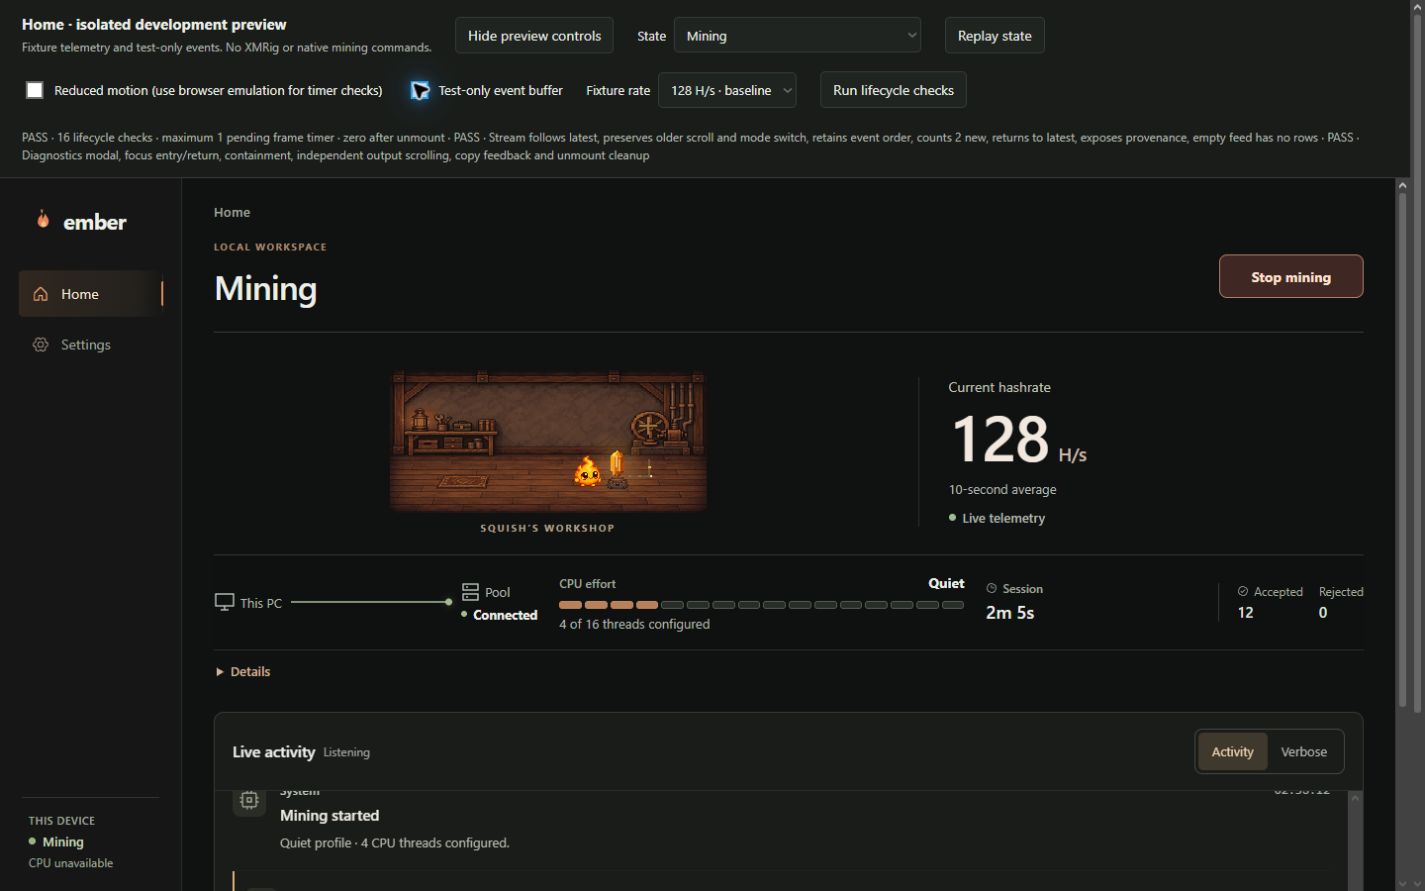 Home · isolated development preview
Fixture telemetry and test-only events. No XMRig or native mining commands.
Hide preview controls
State
Mining
Replay state
Reduced motion (use browser emulation for timer checks)
Test-only event buffer
Fixture rate
128 H/s · baseline
Run lifecycle checks
PASS · 16 lifecycle checks · maximum 1 pending frame timer · zero after unmount · PASS · Stream follows latest, preserves older scroll and mode switch, retains event order, counts 2 new, returns to latest, exposes provenance, empty feed has no rows · PASS ·
Diagnostics modal, focus entry/return, containment, independent output scrolling, copy feedback and unmount cleanup
ember
Home
Settings
Home
LOCAL WORKSPACE
Mining
Stop mining
SQUISH'S WORKSHOP
Current hashrate
128 H/s
10-second average
Live telemetry
This PC
Pool
Connected
CPU effort
Quiet
4 of 16 threads configured
Session
2m 5s
Accepted
12
Rejected
0
Details
Live activity
Listening
Activity
Verbose
System
Mining started
Quiet profile · 4 CPU threads configured.
THIS DEVICE
Mining
CPU unavailable